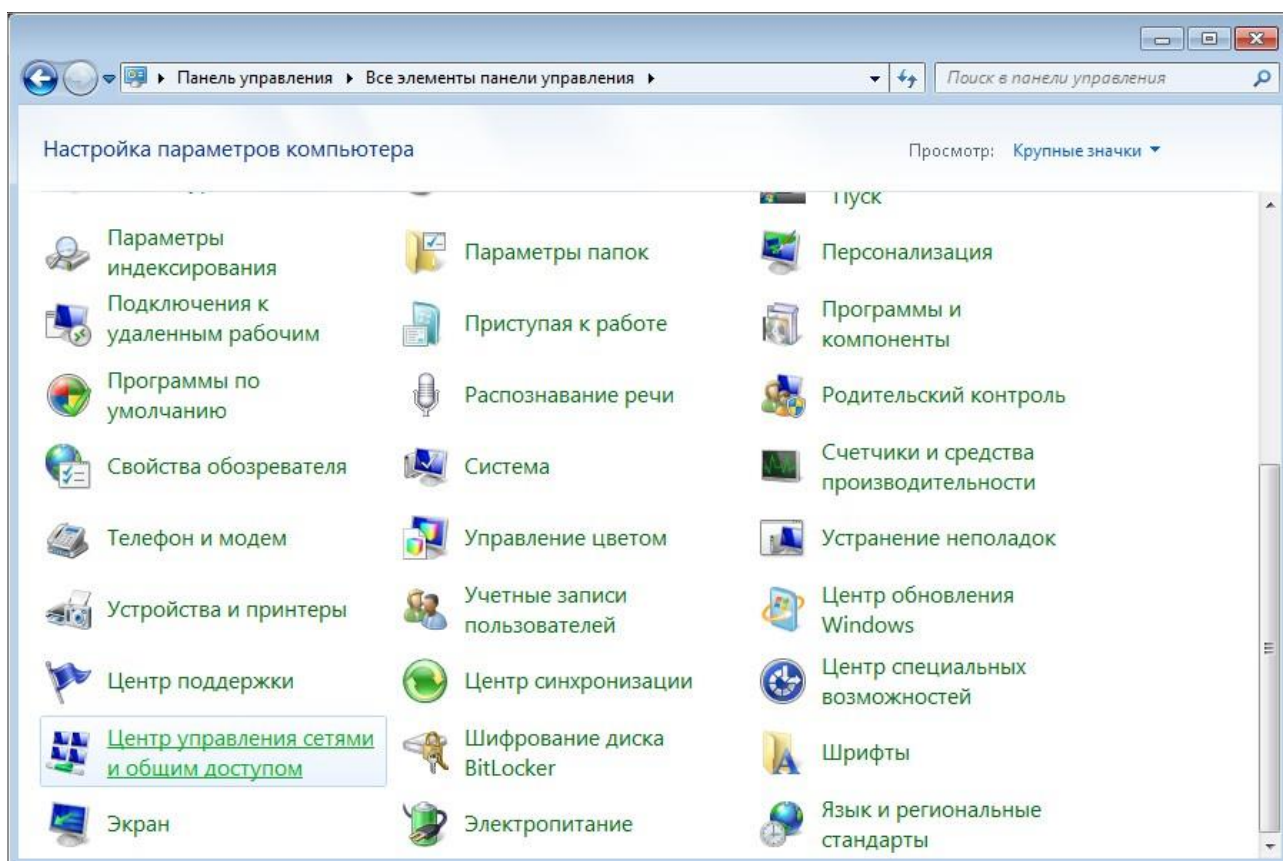 Панель управления ▸ Все элементы панели управления ▸
Поиск в панели управления
Настройка параметров компьютера
Просмотр: Крупные значки
Пуск
Параметры
индексирования
Параметры папок
Персонализация
Подключения к
удаленным рабочим
Приступая к работе
Программы и
компоненты
Программы по
умолчанию
Распознавание речи
Родительский контроль
Свойства обозревателя
Система
Счетчики и средства
производительности
Телефон и модем
Управление цветом
Устранение неполадок
Устройства и принтеры
Учетные записи
пользователей
Центр обновления
Windows
Центр поддержки
Центр синхронизации
Центр специальных
возможностей
Центр управления сетями
и общим доступом
Шифрование диска
BitLocker
Шрифты
Экран
Электропитание
Язык и региональные
стандарты